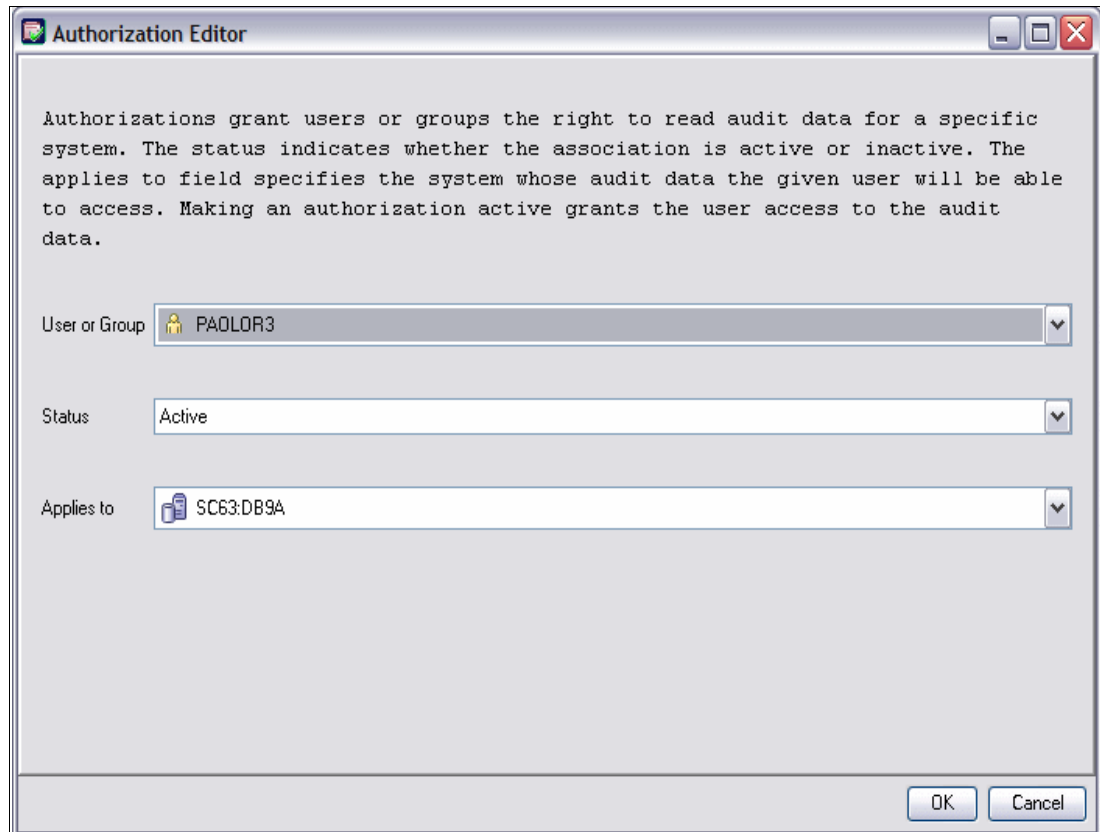 Authorization Editor
Authorizations grant users or groups the right to read audit data for a specific
system. The status indicates whether the association is active or inactive. The
applies to field specifies the system whose audit data the given user will be able
to access. Making an authorization active grants the user access to the audit
data.
User or Group PAOLOR3
Status Active
Applies to SC63:DB9A
OK Cancel